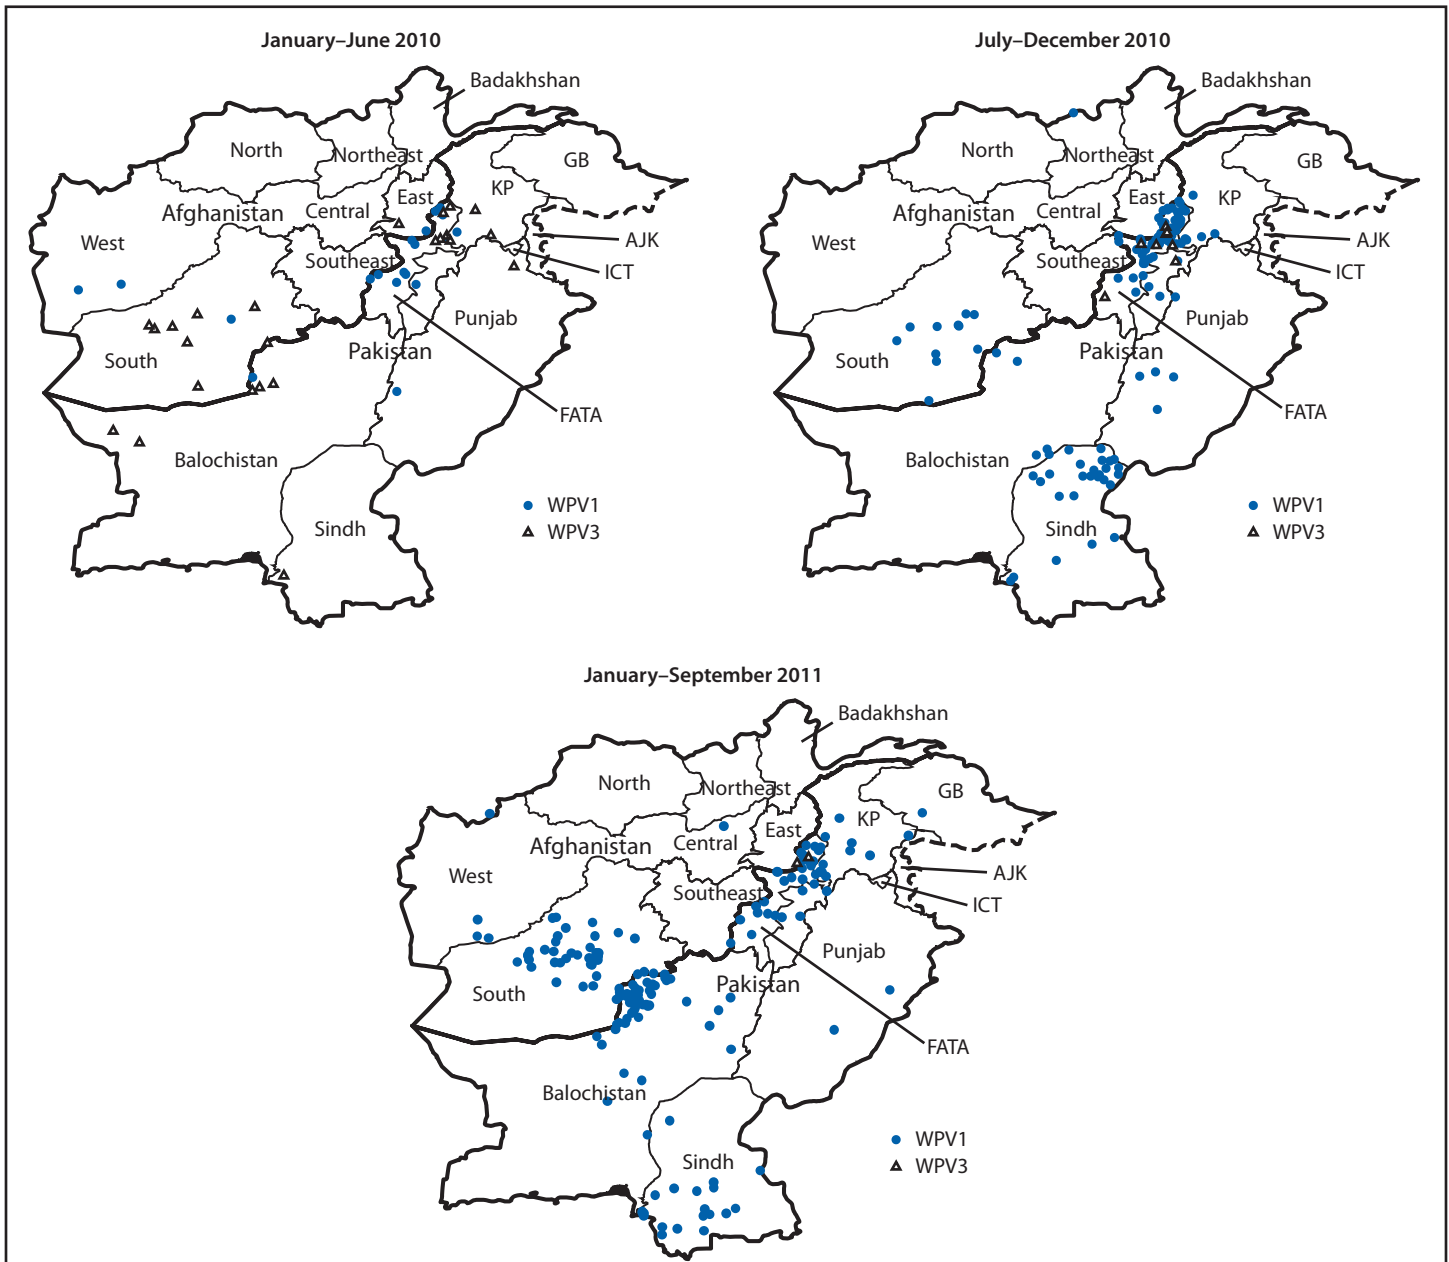 January–June 2010
Badakhshan
North
Northeast
GB
East
KP
Afghanistan
Central
West
AJK
Southeast
ICT
Punjab
South
Pakistan
FATA
Balochistan
WPV1
Sindh
WPV3
July–December 2010
Badakhshan
North
Northeast
GB
East
KP
Afghanistan
Central
West
AJK
Southeast
ICT
Punjab
South
Pakistan
FATA
Balochistan
WPV1
Sindh
WPV3
January–September 2011
Badakhshan
North
Northeast
GB
East
KP
Afghanistan
Central
West
AJK
Southeast
ICT
Punjab
South
Pakistan
FATA
Balochistan
WPV1
Sindh
WPV3